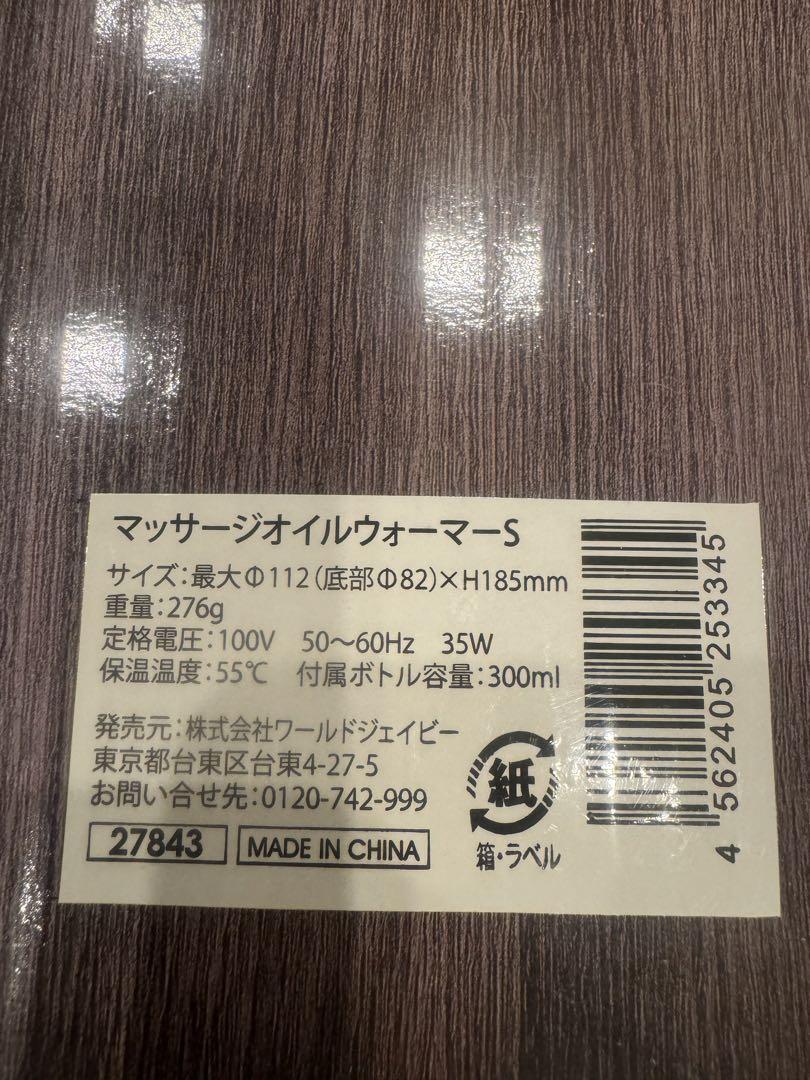 マッサージオイルウォーマーS
サイズ:最大Φ112(底部Φ82)×H185mm
重量:276g
定格電圧:100V 50〜60Hz 35W
保温温度:55℃ 付属ボトル容量:300ml
発売元:株式会社ワールドジェイビー
東京都台東区台東4-27-5
お問い合せ先:0120-742-999
27843 MADE IN CHINA
紙
箱・ラベル
4 562405 253345